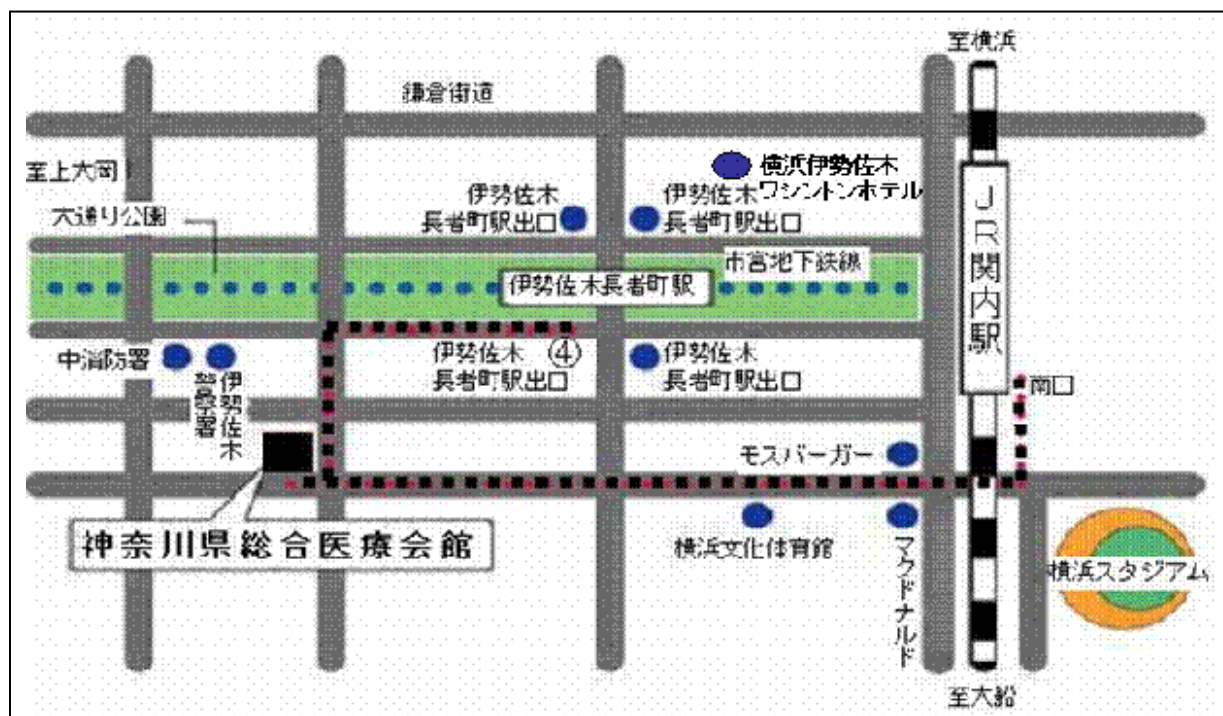 至横浜
鎌倉街道
至上大岡
横浜伊勢佐木
ワシントンホテル
伊勢佐木
長者町駅出口
伊勢佐木
長者町駅出口
大通り公園
市営地下鉄線
伊勢佐木長者町駅
JR関内駅
中消防署
伊勢佐木
警察署
伊勢佐木
長者町駅出口
④
伊勢佐木
長者町駅出口
南口
モスバーガー
神奈川県総合医療会館
横浜文化体育館
マクドナルド
横浜スタジアム
至大船